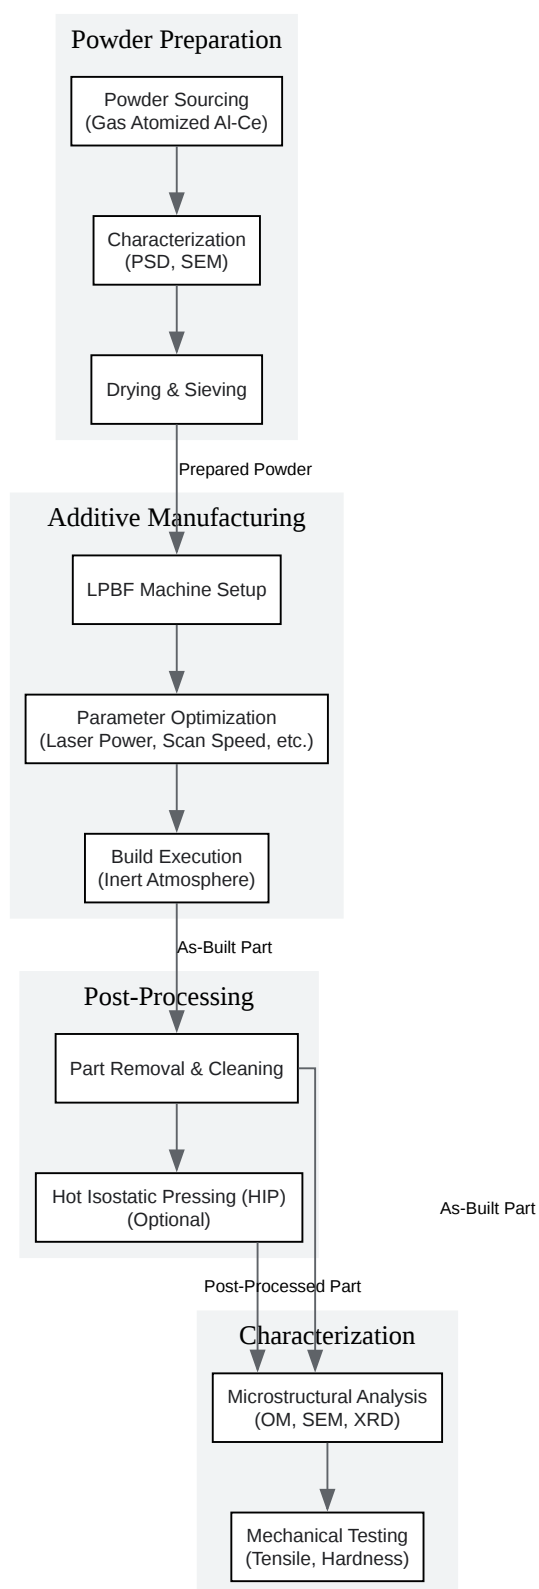 Powder Preparation
Powder Sourcing
(Gas Atomized Al-Ce)
Characterization
(PSD, SEM)
Drying & Sieving
Prepared Powder
Additive Manufacturing
LPBF Machine Setup
Parameter Optimization
(Laser Power, Scan Speed, etc.)
Build Execution
(Inert Atmosphere)
As-Built Part
Post-Processing
Part Removal & Cleaning
Hot Isostatic Pressing (HIP)
(Optional)
As-Built Part
Post-Processed Part
Characterization
Microstructural Analysis
(OM, SEM, XRD)
Mechanical Testing
(Tensile, Hardness)